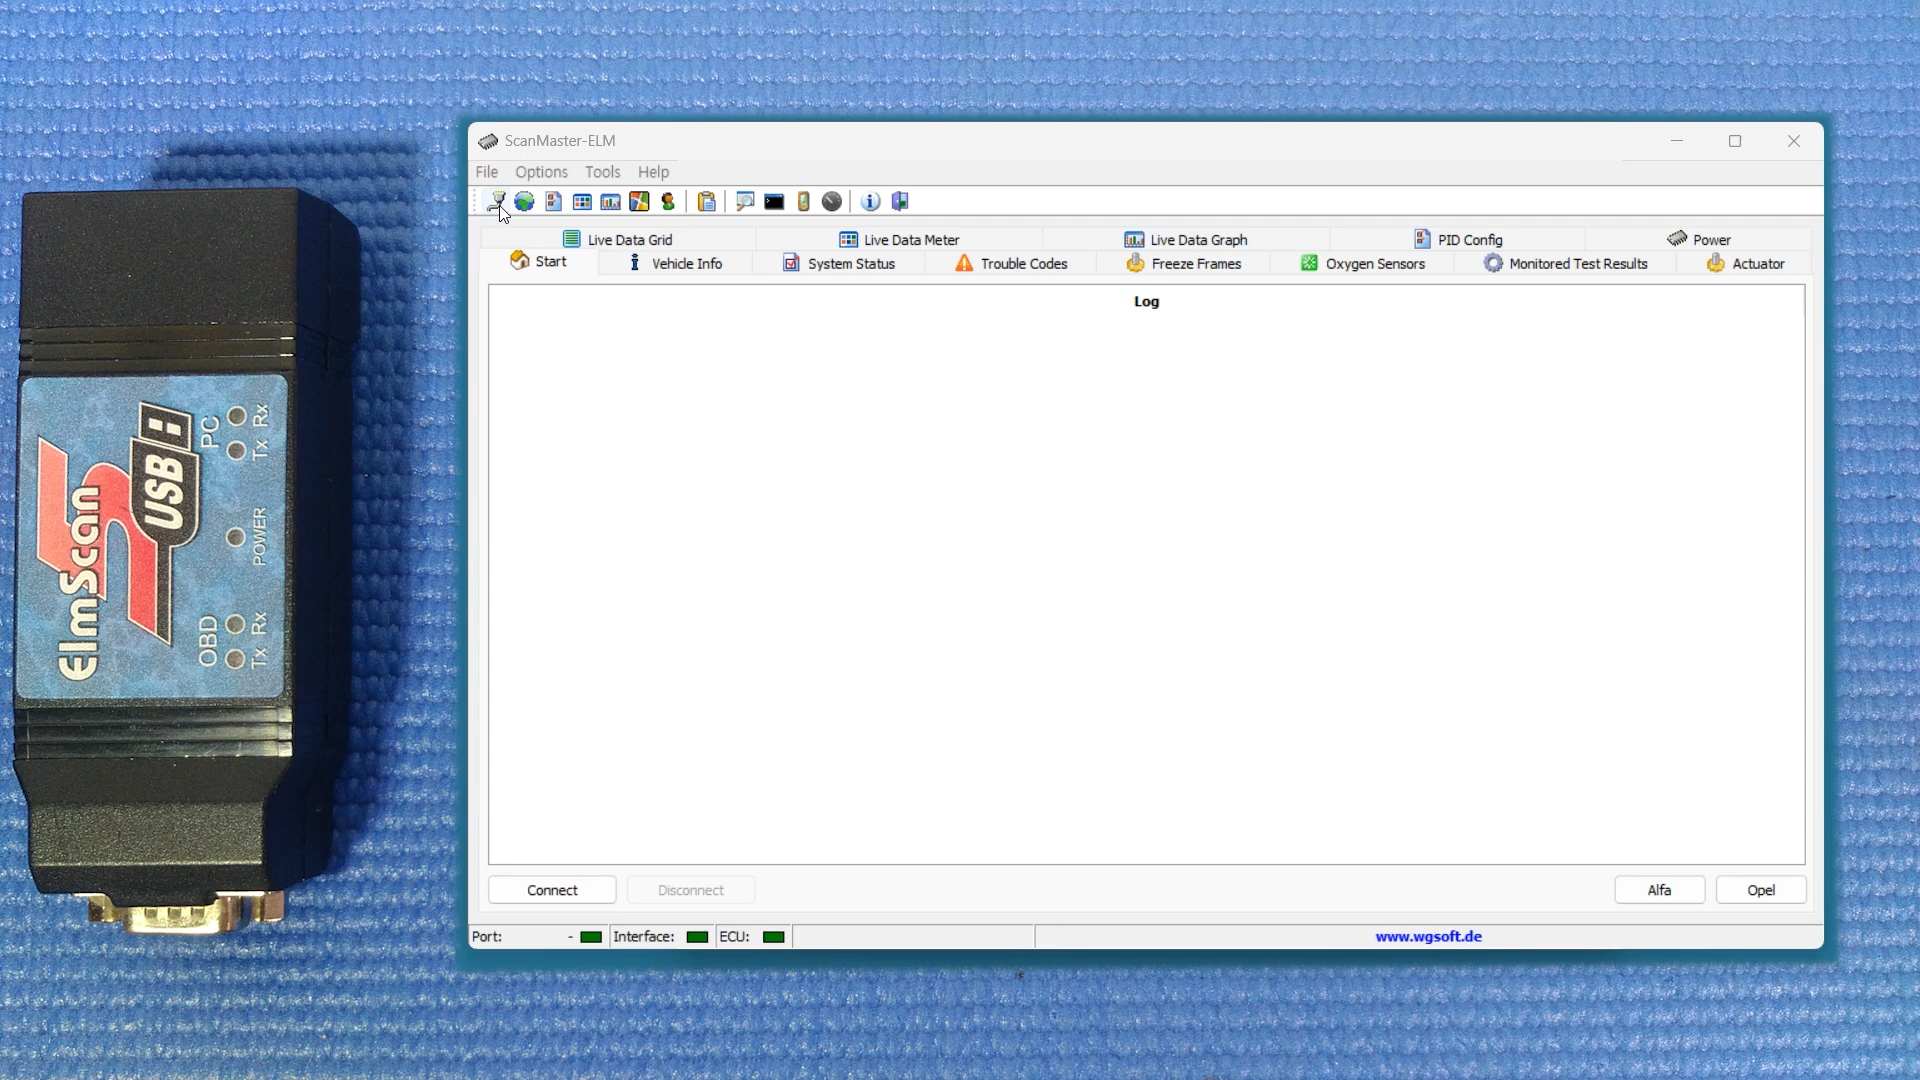 ElmScan 5
USB
PC
Tx Rx
POWER
OBD
Tx Rx
ScanMaster-ELM
File Options Tools Help
Live Data Grid Live Data Meter Live Data Graph PID Config Power
Start Vehicle Info System Status Trouble Codes Freeze Frames Oxygen Sensors Monitored Test Results Actuator
Log
Connect Disconnect Alfa Opel
Port: - Interface: ECU: www.wgsoft.de